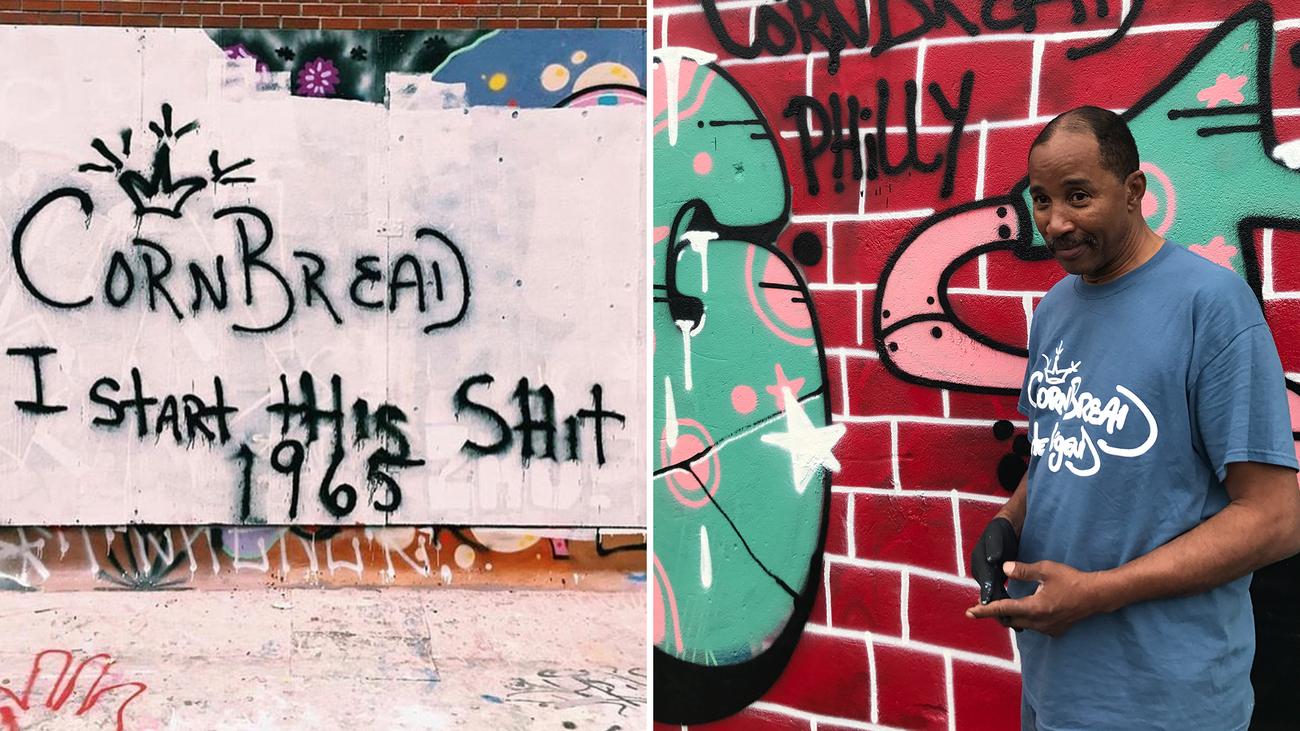 CORNBREAD
I START tHiS SHit
1965
CORNBREAD
PHiLLY
CORNBREAD
the legend